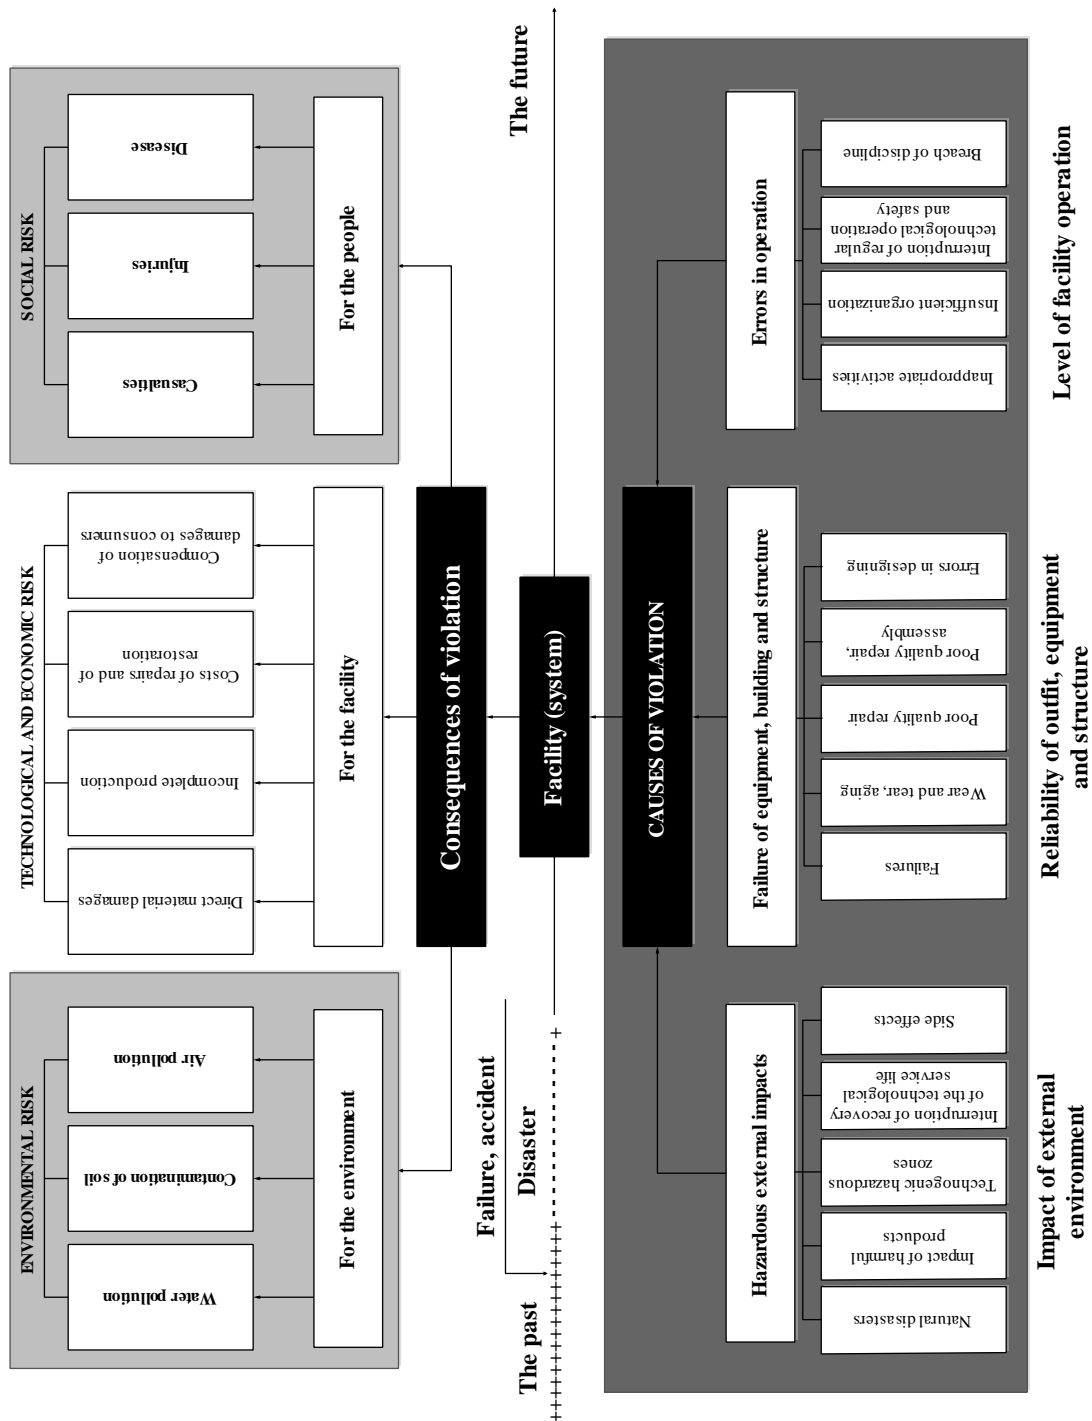 ENVIRONMENTAL RISK
TECHNOLOGICAL AND ECONOMIC RISK
SOCIAL RISK
Water pollution
Contamination of soil
Air pollution
Direct material damages
Incomplete production
Costs of repairs and of
restoration
Compensation of
damages to consumers
Casualties
Injuries
Disease
For the environment
For the facility
For the people
Consequences of violation
Failure, accident
Disaster
The past
Facility (system)
The future
CAUSES OF VIOLATION
Hazardous external impacts
Failure of equipment, building and structure
Errors in operation
Natural disasters
Impact of harmful
products
Technogenic hazardous
zones
Interruption of recovery
of the technological
service life
Side effects
Failures
Wear and tear, aging
Poor quality repair
Poor quality repair,
assembly
Errors in designing
Inappropriate activities
Insufficient organization
Interruption of regular
technological operation
and safety
Breach of discipline
Impact of external
environment
Reliability of outfit, equipment
and structure
Level of facility operation